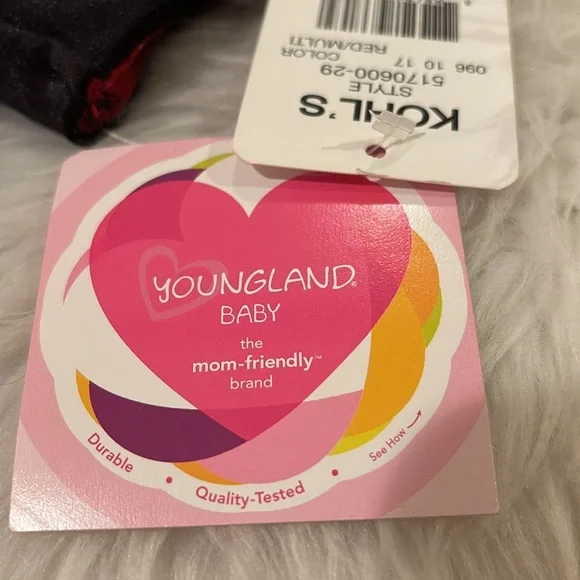 KOHL'S
STYLE
5170600-29
COLOR
RED/MULTI
096 10 17
YOUNGLAND®
BABY
the
mom-friendly™
brand
Durable • Quality-Tested • See How